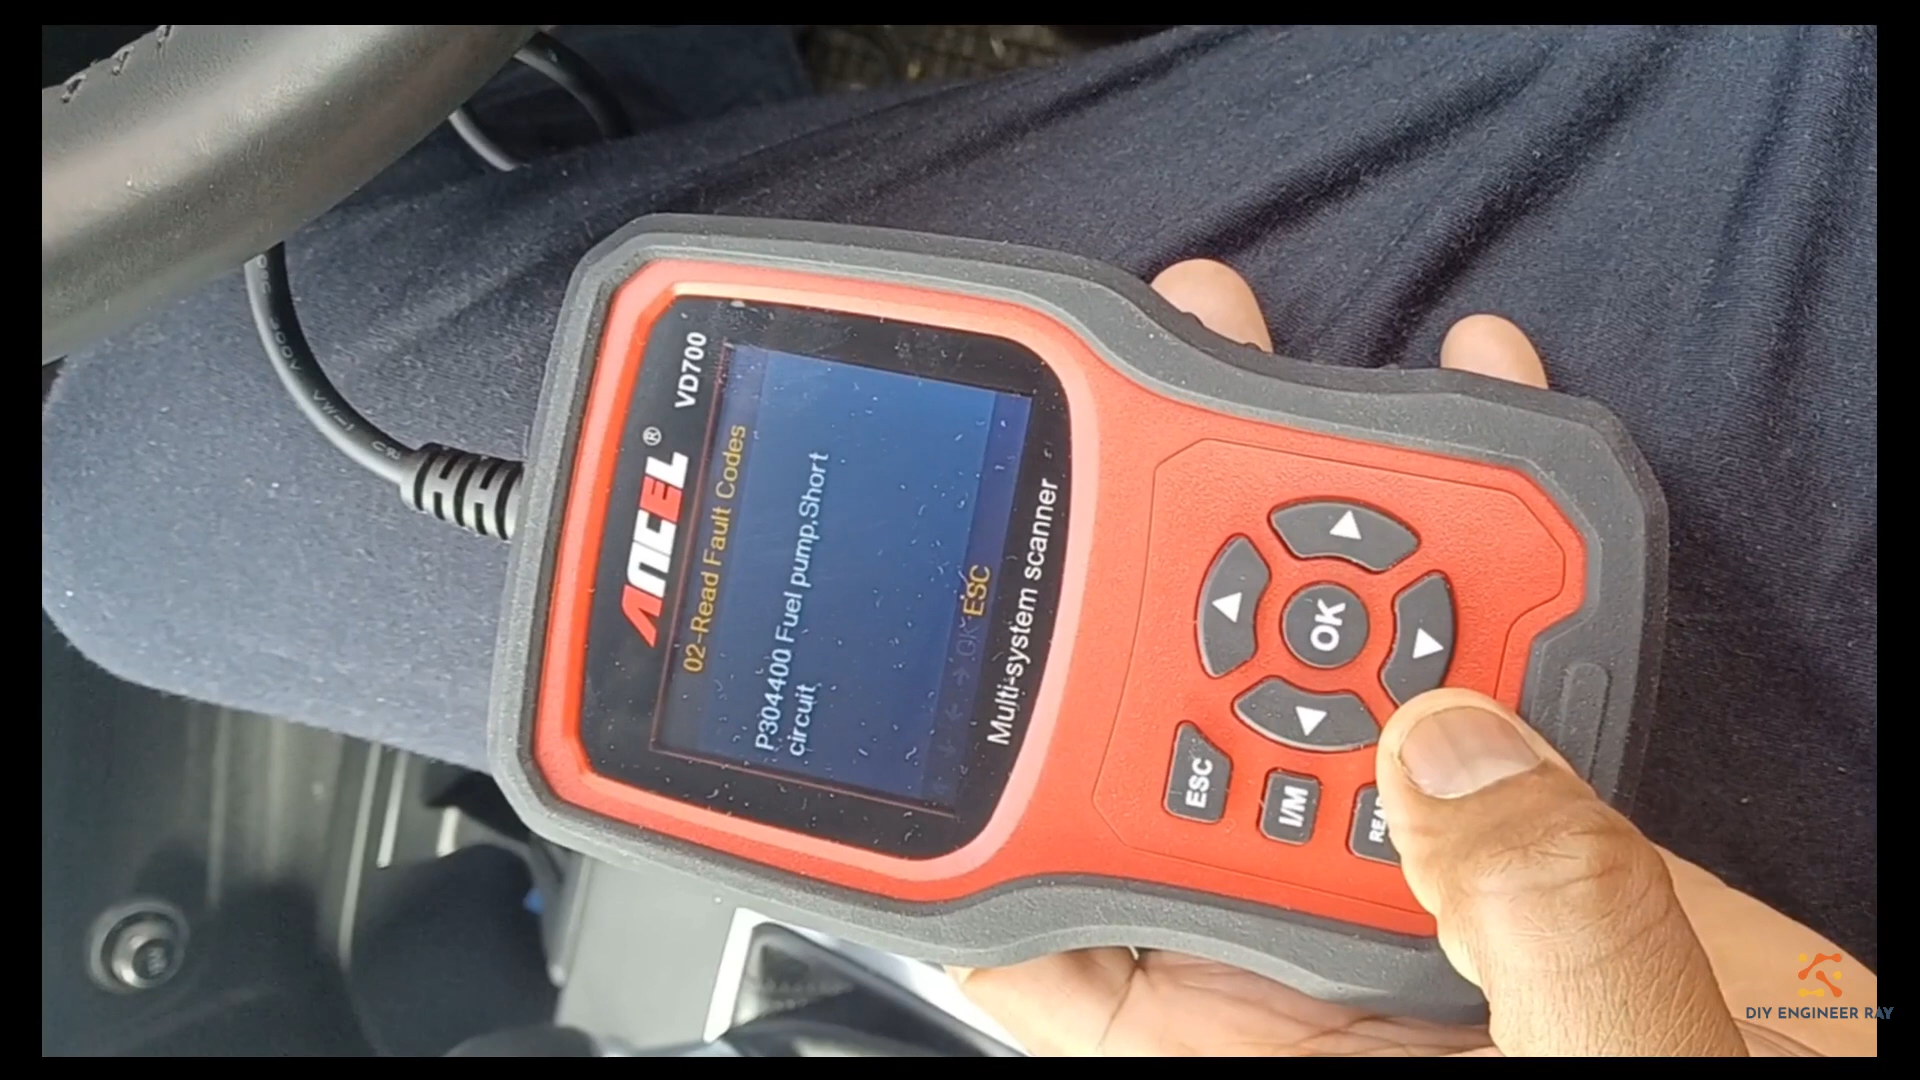 ANCEL®
VD700
02-Read Fault Codes
P304400 Fuel pump,Short
circuit
OK ESC
Multi-system scanner
OK
ESC
I/M
DIY ENGINEER RAY